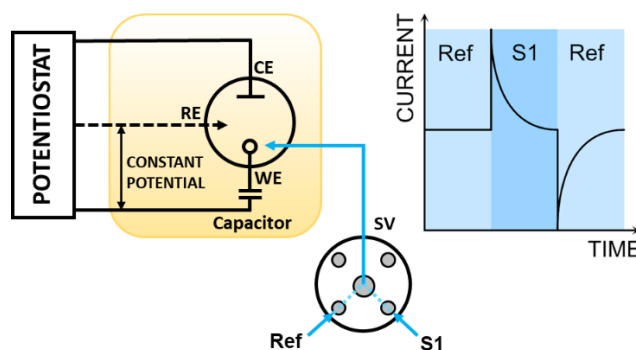 POTENTIOSTAT
CE
RE
CONSTANT
POTENTIAL
WE
Capacitor
SV
Ref
S1
CURRENT
Ref S1 Ref
TIME